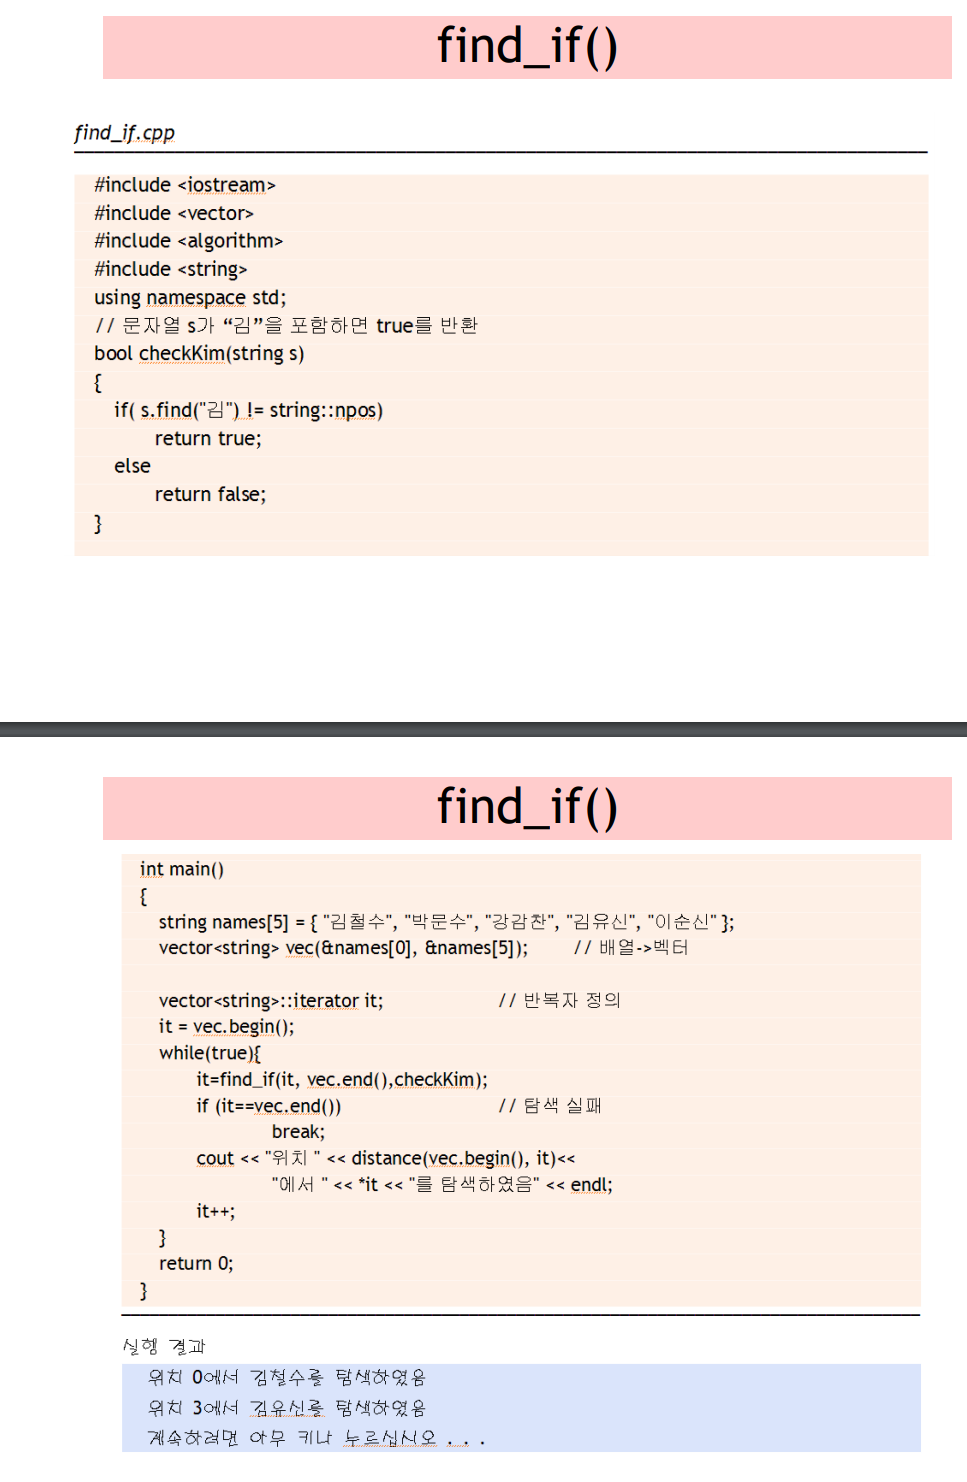 find_if()
find_if.cpp
#include <iostream>
#include <vector>
#include <algorithm>
#include <string>
using namespace std;
// 문자열 s가 “김”을 포함하면 true를 반환
bool checkKim(string s)
{
if( s.find("김") != string::npos)
return true;
else
return false;
}
find_if()
int main()
{
string names[5] = { "김철수", "박문수", "강감찬", "김유신", "이순신" };
vector<string> vec(&names[0], &names[5]); // 배열->벡터
vector<string>::iterator it; // 반복자 정의
it = vec.begin();
while(true){
it=find_if(it, vec.end(),checkKim);
if (it==vec.end()) // 탐색 실패
break;
cout << "위치 " << distance(vec.begin(), it)<<
"에서 " << *it << "를 탐색하였음" << endl;
it++;
}
return 0;
}
실행 결과
위치 0에서 김철수를 탐색하였음
위치 3에서 김유신를 탐색하였음
계속하려면 아무 키나 누르십시오 . . .